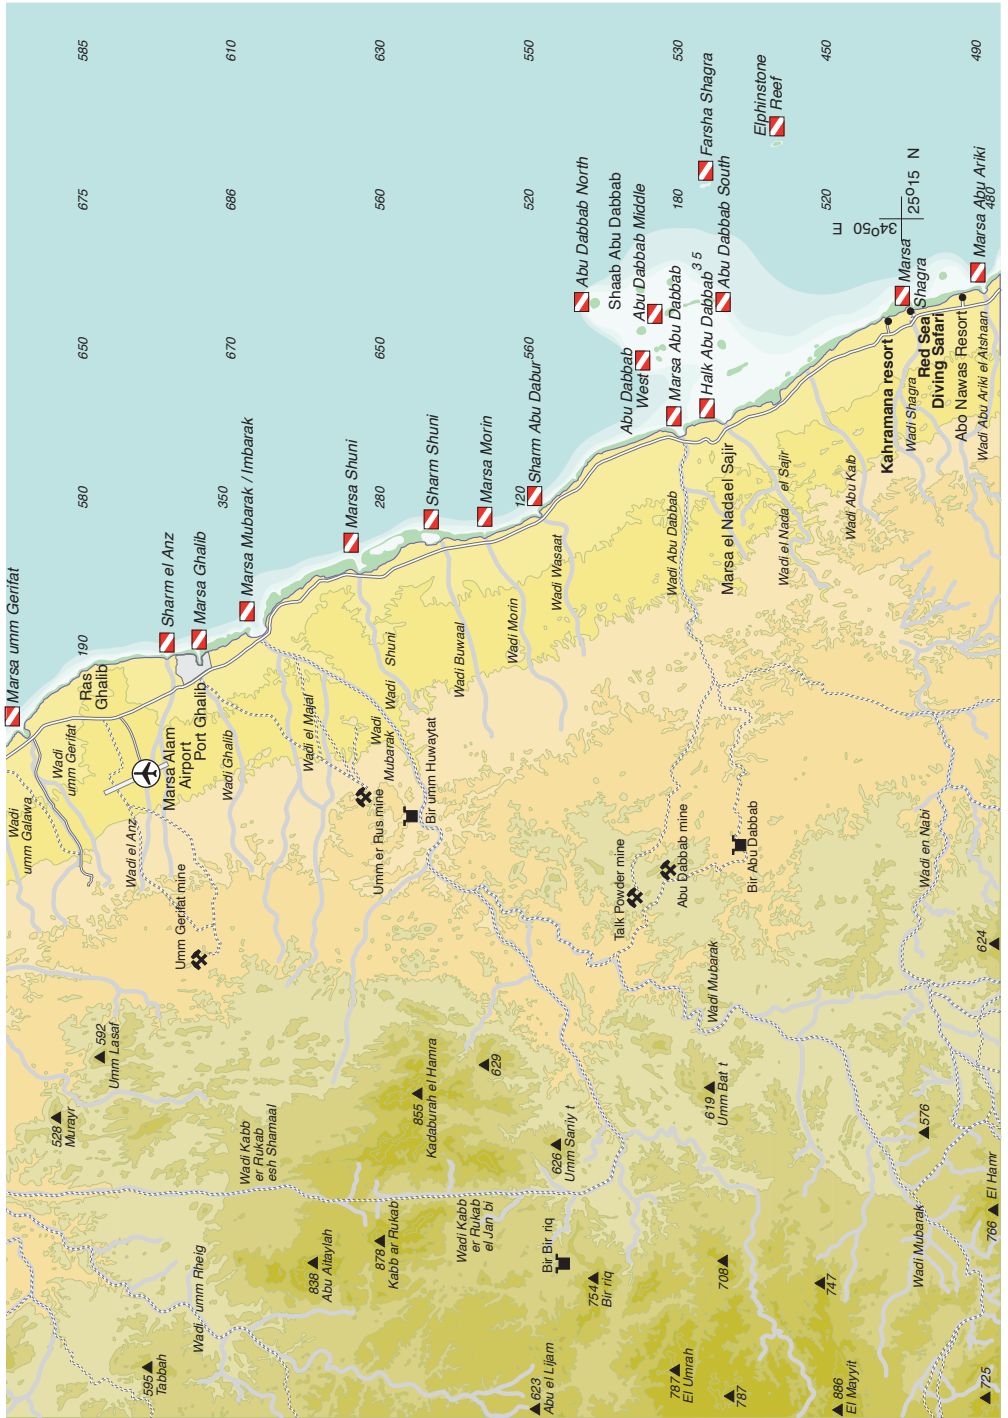 585
610
630
550
530
450
490
675
686
560
180
520
480
650
670
650
560
580
350
280
120
190
Elphinstone
Reef
Farsha Shagra
Abu Dabbab North
Shaab Abu Dabbab
Abu Dabbab Middle
Abu Dabbab South
Marsa Abu Dabbab
Halk Abu Dabbab
3 5
Abu Dabbab
West
34º50 E
25º15 N
Marsa Abu Ariki
Marsa
Shagra
Kahramana resort
Red Sea
Diving Safari
Abo Nawas Resort
Wadi Shagra
Wadi Abu Ariki el Atshaan
Sharm Abu Dabur
Marsa Morin
Sharm Shuni
Marsa Shuni
Marsa Mubarak / Imbarak
Marsa Ghalib
Sharm el Anz
Marsa umm Gerifat
Ras
Ghalib
Port Ghalib
Marsa Alam
Airport
Wadi
umm Gerifat
Wadi
umm Galawa
Wadi el Anz
Wadi Ghalib
Wadi el Majal
Wadi
Mubarak
Wadi
Shuni
Wadi Buwaal
Wadi Morin
Wadi Wasaat
Wadi Abu Dabbab
Marsa el Nada el Sajir
Wadi el Nada
el Sajir
Wadi Abu Kalb
Umm Gerifat mine
Umm er Rus mine
Bir umm Huwaytat
Talk Powder mine
Abu Dabbab mine
Bir Abu Dabbab
Wadi en Nabi
Wadi Mubarak
624
592
Umm Lasaf
528
Murayr
855
Kadaburah el Hamra
629
626
Umm Saniy t
619
Umm Bat t
576
766
El Hamr
Wadi Kabb
er Rukab
esh Shamaal
Wadi Kabb
er Rukab
el Jan bi
838
Abu Aitaylah
878
Kabb ar Rukab
Bir Bir riq
754
Bir riq
708
747
Wadi Mubarak
Wadi umm Rheig
595
Tabbah
623
Abu el Lijam
787
El Umrah
787
886
El Mayyit
725